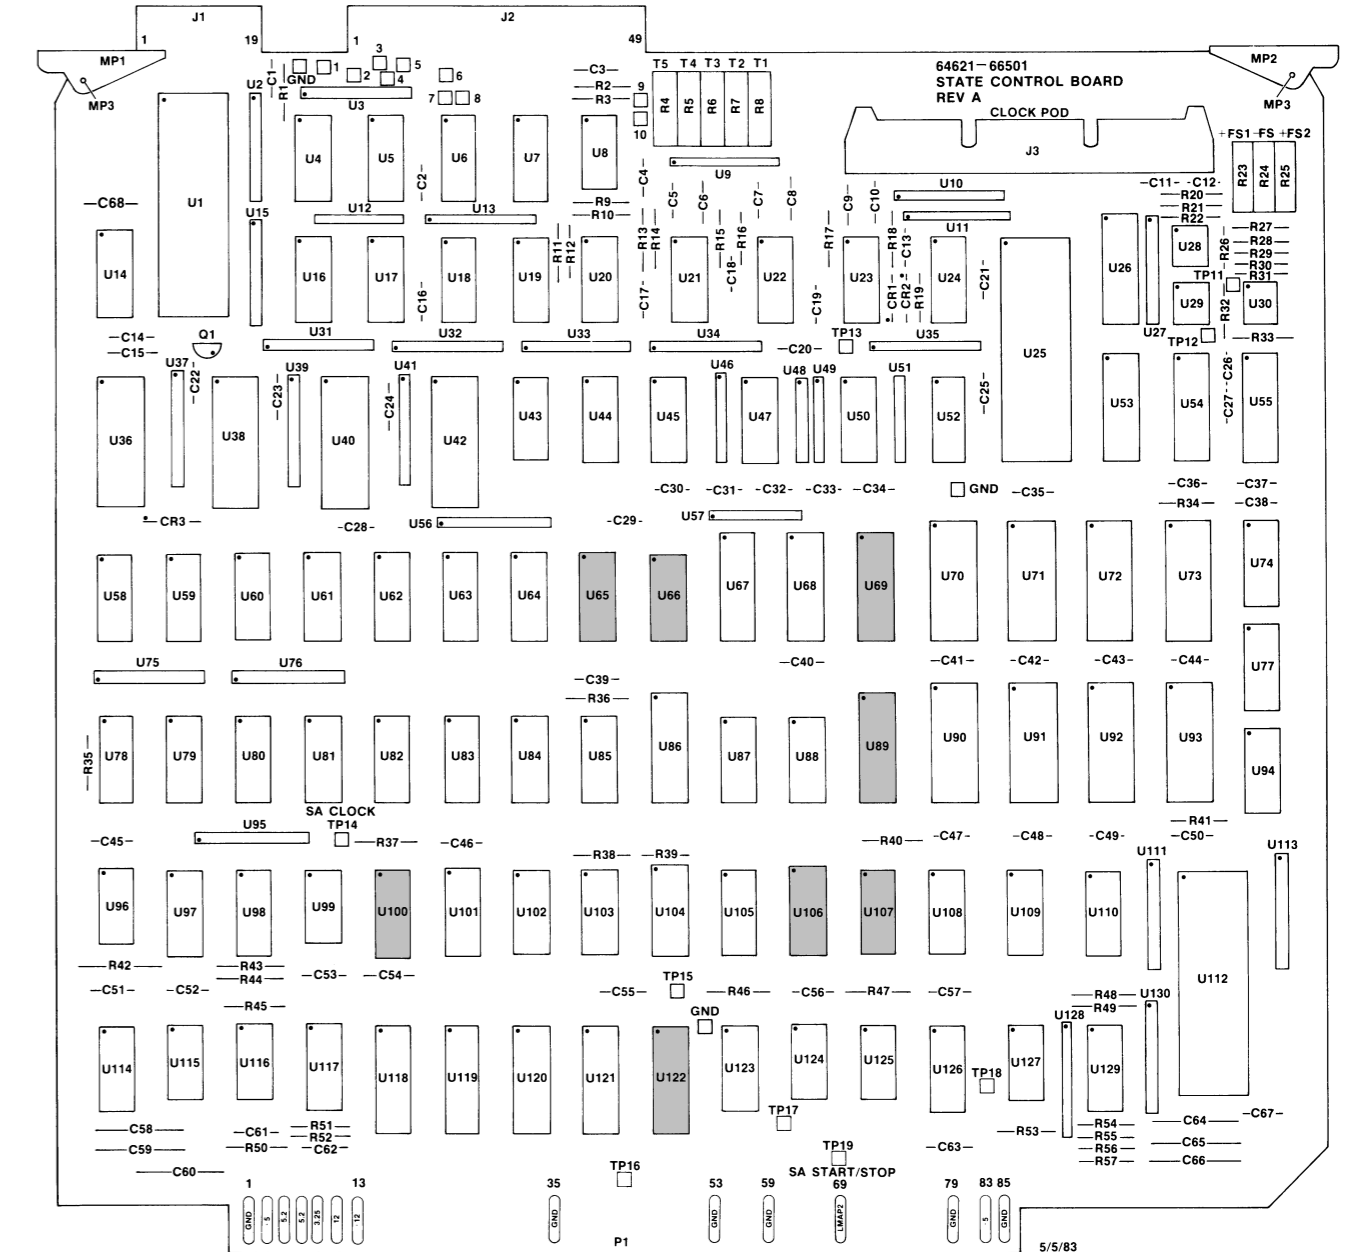 J1
J2
1
19
1
49
MP1
MP3
MP2
MP3
64621-66501
STATE CONTROL BOARD
REV A
CLOCK POD
J3
C1
R1
GND
1
2
3
4
5
6
7
8
9
10
U2
U3
C3
R2
R3
T5 T4 T3 T2 T1
R4 R5 R6 R7 R8
+FS1 -FS +FS2
R23 R24 R25
U1
U4
U5
U6
U7
U8
U9
U10
U11
C2
C4
C5
C6
C7
C8
C9
C10
C11
C12
R20
R21
R22
C68
U15
U12
U13
R9
R10
R11
R12
R13
R14
R15
R16
R17
R18
C13
U14
U16
U17
U18
U19
U20
U21
U22
U23
U24
C16
C17
C18
C19
CR1
CR2
R19
C21
U25
U26
U27
U28
U29
U30
R26
R27
R28
R29
R30
R31
TP11
R32
TP12
R33
C14
C15
Q1
U31
U32
U33
U34
C20
TP13
U35
U37
C22
C23
U39
C24
U41
U46
U48
U49
U51
C25
C26
C27
U36
U38
U40
U42
U43
U44
U45
U47
U50
U52
U53
U54
U55
C30
C31
C32
C33
C34
GND
C35
C36
C37
R34
C38
CR3
C28
U56
C29
U57
U58
U59
U60
U61
U62
U63
U64
U65
U66
U67
U68
U69
U70
U71
U72
U73
U74
U75
U76
C39
R36
C40
C41
C42
C43
C44
U77
R35
U78
U79
U80
U81
U82
U83
U84
U85
U86
U87
U88
U89
U90
U91
U92
U93
U94
SA CLOCK
TP14
C45
U95
R37
C46
R38
R39
R40
C47
C48
C49
R41
C50
U111
U113
U96
U97
U98
U99
U100
U101
U102
U103
U104
U105
U106
U107
U108
U109
U110
U112
R42
R43
R44
R45
C51
C52
C53
C54
C55
TP15
R46
C56
R47
C57
R48
R49
U130
U128
GND
U114
U115
U116
U117
U118
U119
U120
U121
U122
U123
U124
U125
U126
U127
U129
TP18
TP17
C58
C59
C60
C61
R50
R51
R52
C62
TP16
TP19
SA START/STOP
C63
R53
R54
R55
R56
R57
C64
C65
C66
C67
1
13
35
53
59
69
79
83 85
GND
5
5.2
5.2
3.25
12
12
GND
GND
GND
LMAP2
GND
5
GND
P1
5/5/83